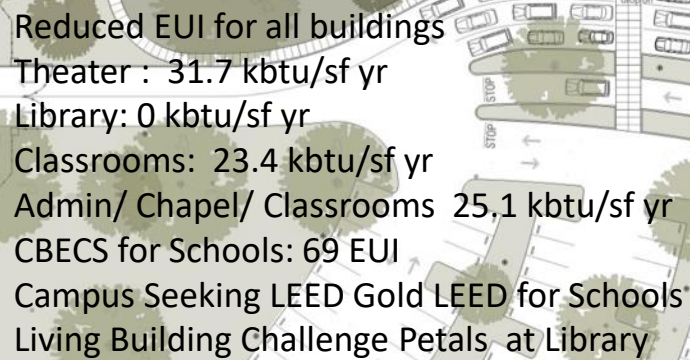 Reduced EUI for all buildings
Theater : 31.7 kbtu/sf yr
Library: 0 kbtu/sf yr
Classrooms: 23.4 kbtu/sf yr
Admin/ Chapel/ Classrooms 25.1 kbtu/sf yr
CBECS for Schools: 69 EUI
Campus Seeking LEED Gold LEED for Schools
Living Building Challenge Petals at Library
STOP
STOP